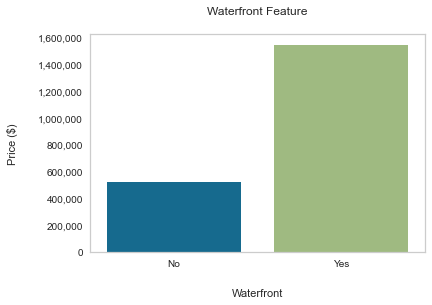 Waterfront Feature
Price ($)
1,600,000
1,400,000
1,200,000
1,000,000
800,000
600,000
400,000
200,000
0
No
Yes
Waterfront